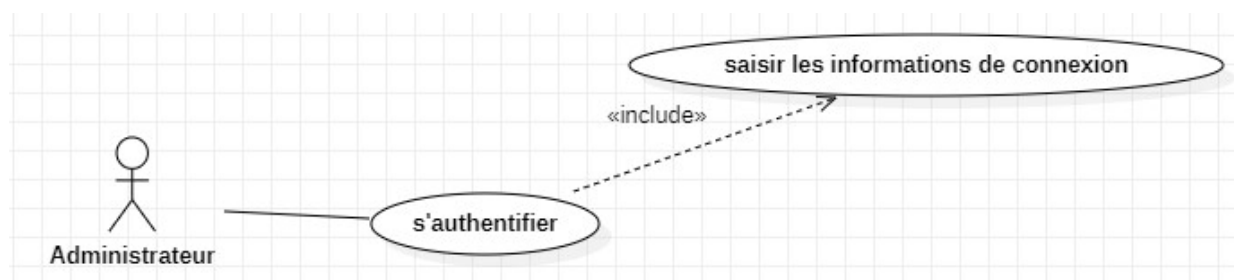 saisir les informations de connexion
«include»
s'authentifier
Administrateur